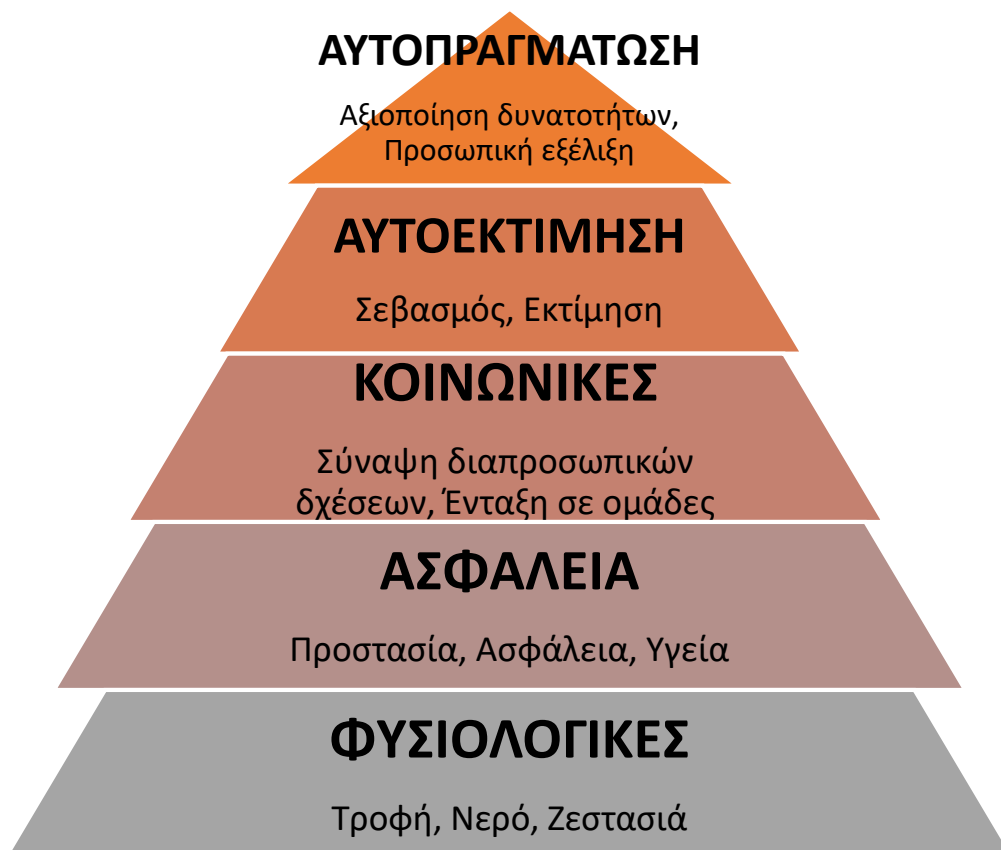 ΑΥΤΟΠΡΑΓΜΑΤΩΣΗ
Αξιοποίηση δυνατοτήτων,
Προσωπική εξέλιξη
ΑΥΤΟΕΚΤΙΜΗΣΗ
Σεβασμός, Εκτίμηση
ΚΟΙΝΩΝΙΚΕΣ
Σύναψη διαπροσωπικών
δχέσεων, Ένταξη σε ομάδες
ΑΣΦΑΛΕΙΑ
Προστασία, Ασφάλεια, Υγεία
ΦΥΣΙΟΛΟΓΙΚΕΣ
Τροφή, Νερό, Ζεστασιά